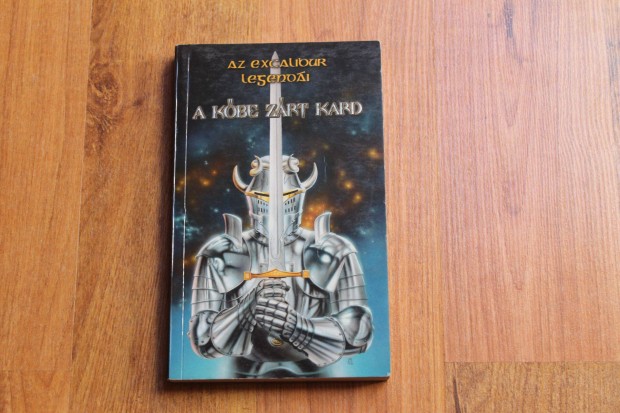 AZ EXCALIBUR
LEGENDÁI
A KŐBE ZÁRT KARD